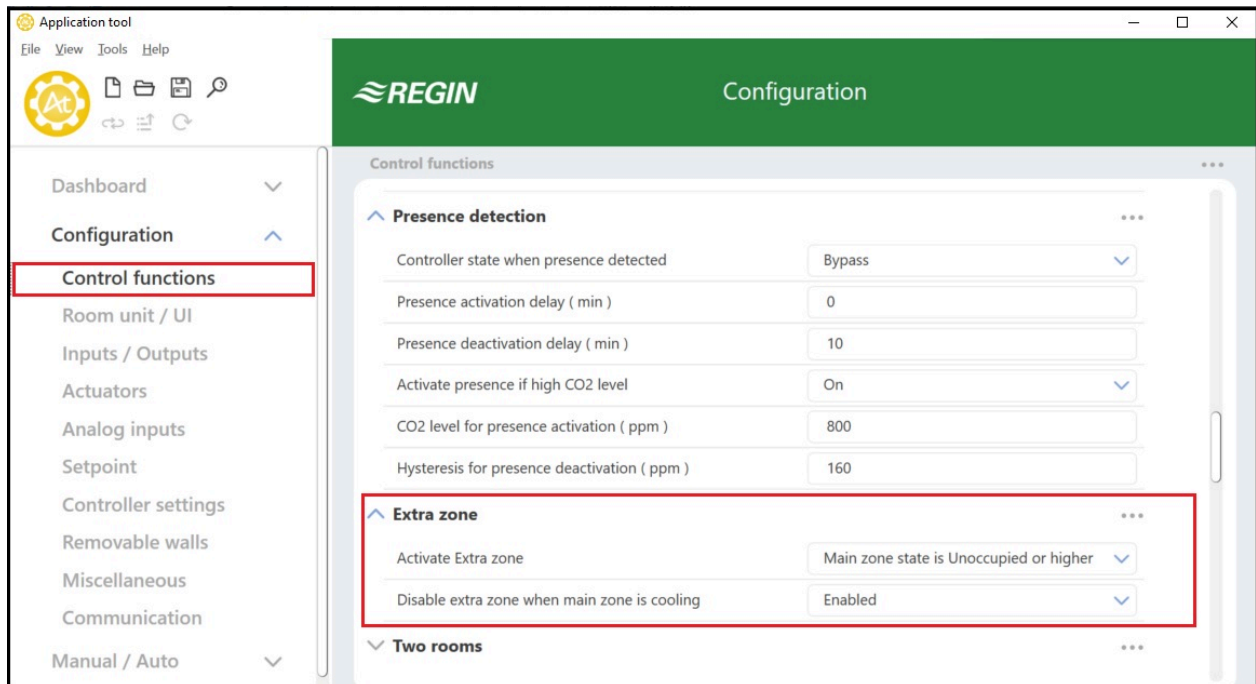 Application tool
File View Tools Help
At
REGIN
Configuration
Dashboard
Configuration
Control functions
Room unit / UI
Inputs / Outputs
Actuators
Analog inputs
Setpoint
Controller settings
Removable walls
Miscellaneous
Communication
Manual / Auto
Control functions
Presence detection
Controller state when presence detected Bypass
Presence activation delay ( min ) 0
Presence deactivation delay ( min ) 10
Activate presence if high CO2 level On
CO2 level for presence activation ( ppm ) 800
Hysteresis for presence deactivation ( ppm ) 160
Extra zone
Activate Extra zone Main zone state is Unoccupied or higher
Disable extra zone when main zone is cooling Enabled
Two rooms